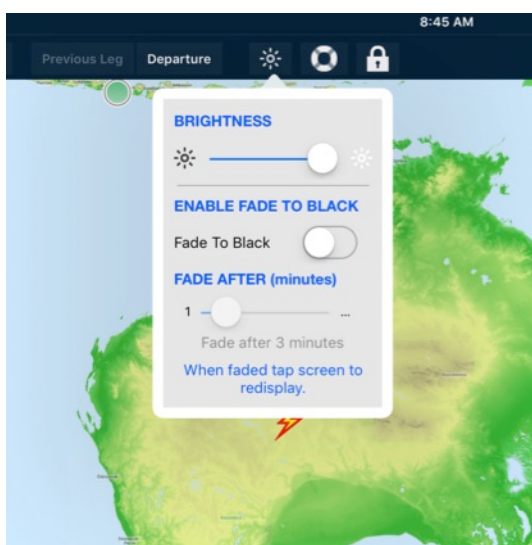 8:45 AM
Previous Leg Departure
BRIGHTNESS
ENABLE FADE TO BLACK
Fade To Black
FADE AFTER (minutes)
1 ...
Fade after 3 minutes
When faded tap screen to
redisplay.